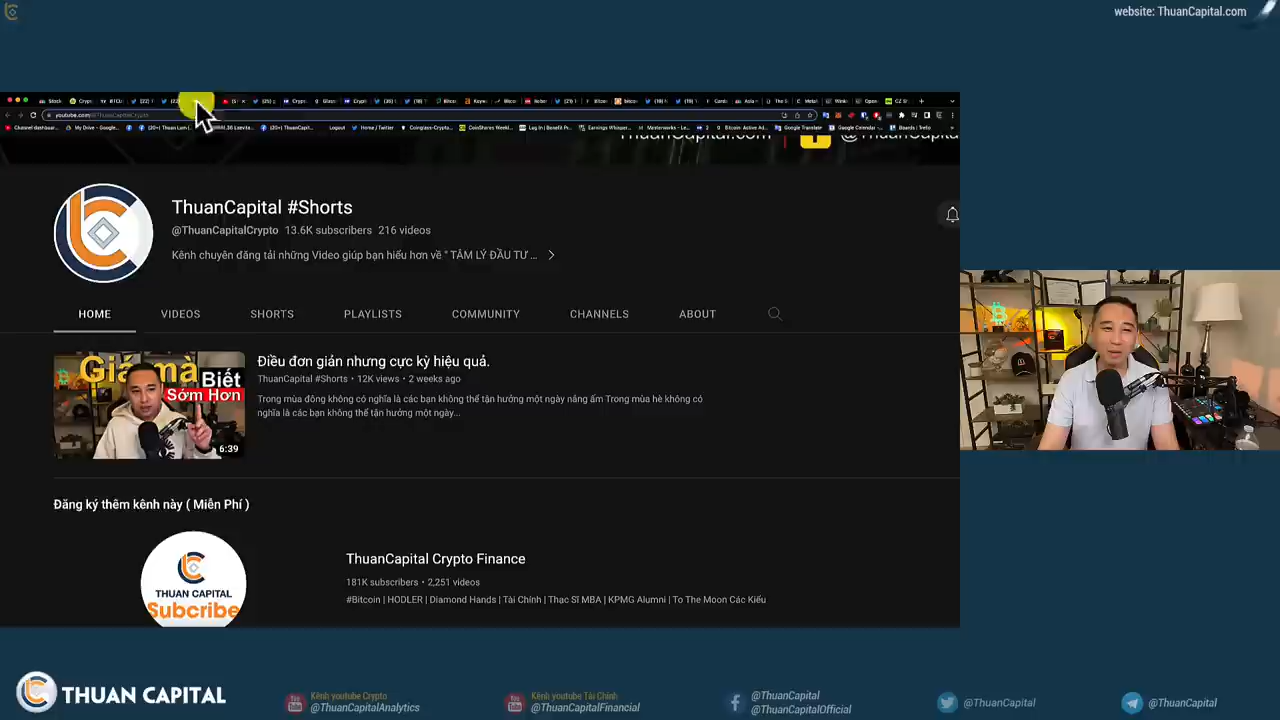 website: ThuanCapital.com
youtube.com/@ThuanCapitalCrypto
ThuanCapital #Shorts
@ThuanCapitalCrypto 13.6K subscribers 216 videos
Kênh chuyên đăng tải những Video giúp bạn hiểu hơn về " TÂM LÝ ĐẦU TƯ ...
HOME VIDEOS SHORTS PLAYLISTS COMMUNITY CHANNELS ABOUT
Giá mà
Biết
Sớm Hơn
6:39
Điều đơn giản nhưng cực kỳ hiệu quả.
ThuanCapital #Shorts • 12K views • 2 weeks ago
Trong mùa đông không có nghĩa là các bạn không thể tận hưởng một ngày nắng ấm Trong mùa hè không có
nghĩa là các bạn không thể tận hưởng một ngày...
Đăng ký thêm kênh này ( Miễn Phí )
THUAN CAPITAL
Subcribe
ThuanCapital Crypto Finance
181K subscribers • 2,251 videos
#Bitcoin | HODLER | Diamond Hands | Tài Chính | Thạc Sĩ MBA | KPMG Alumni | To The Moon Các Kiểu
THUAN CAPITAL
Kênh youtube Crypto
@ThuanCapitalAnalytics
Kênh youtube Tài Chính
@ThuanCapitalFinancial
@ThuanCapital
@ThuanCapitalOfficial
@ThuanCapital
@ThuanCapital